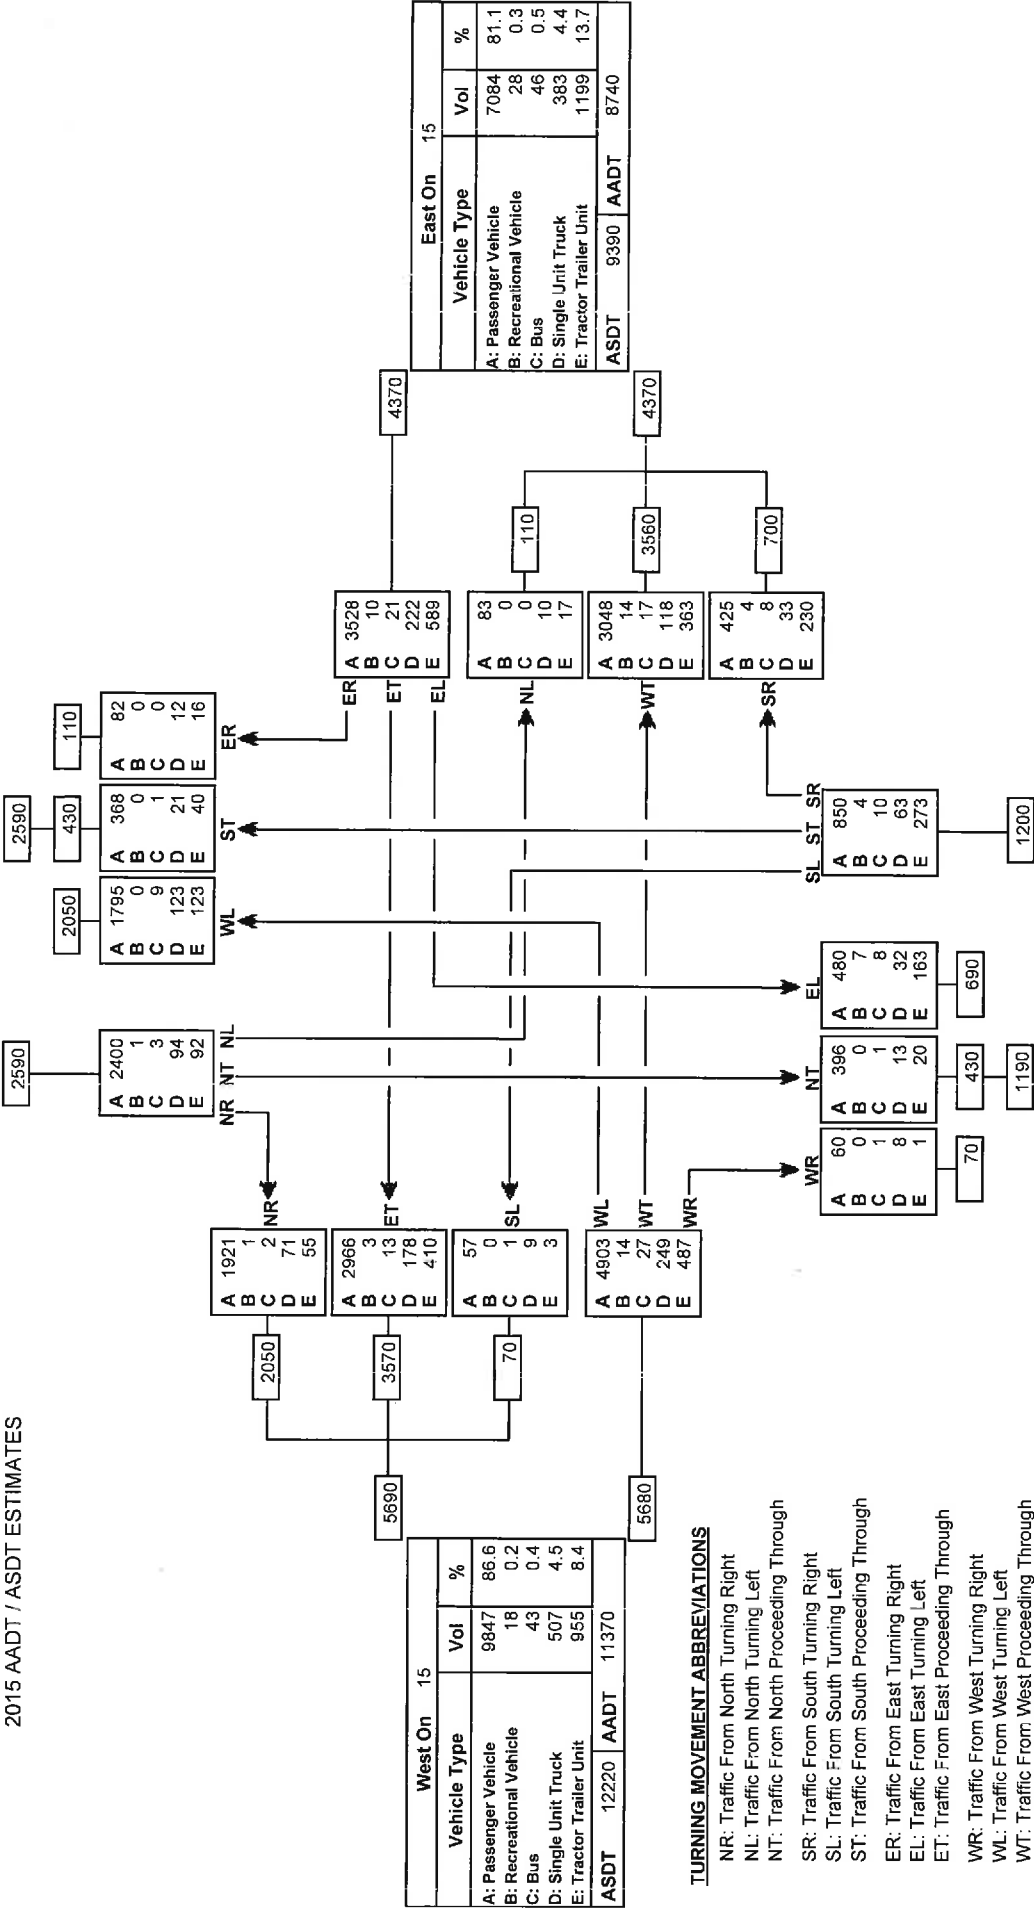 2015 AADT / ASDT ESTIMATES
2590
2590
2050
430
110
A 2400
B 1
C 3
D 94
E 92
A 1795
B 0
C 9
D 123
E 123
A 368
B 0
C 1
D 21
E 40
A 82
B 0
C 0
D 12
E 16
NR NT NL
WL
ST
ER
2050
A 1921
B 1
C 2
D 71
E 55
NR
3570
A 2966
B 3
C 13
D 178
E 410
ET
70
A 57
B 0
C 1
D 9
E 3
SL
5690
5680
A 4903
B 14
C 27
D 249
E 487
WL
WT
WR
ER
ET
EL
A 3528
B 10
C 21
D 222
E 589
4370
NL
A 83
B 0
C 0
D 10
E 17
110
WT
A 3048
B 14
C 17
D 118
E 363
3560
4370
SR
A 425
B 4
C 8
D 33
E 230
700
West On 15
Vehicle Type Vol %
A: Passenger Vehicle 9847 86.6
B: Recreational Vehicle 18 0.2
C: Bus 43 0.4
D: Single Unit Truck 507 4.5
E: Tractor Trailer Unit 955 8.4
ASDT 12220 AADT 11370
East On 15
Vehicle Type Vol %
A: Passenger Vehicle 7084 81.1
B: Recreational Vehicle 28 0.3
C: Bus 46 0.5
D: Single Unit Truck 383 4.4
E: Tractor Trailer Unit 1199 13.7
ASDT 9390 AADT 8740
WR
NT
EL
SL ST SR
A 60
B 0
C 1
D 8
E 1
A 396
B 0
C 1
D 13
E 20
A 480
B 7
C 8
D 32
E 163
A 850
B 4
C 10
D 63
E 273
70
430
690
1190
1200
TURNING MOVEMENT ABBREVIATIONS
NR: Traffic From North Turning Right
NL: Traffic From North Turning Left
NT: Traffic From North Proceeding Through
SR: Traffic From South Turning Right
SL: Traffic From South Turning Left
ST: Traffic From South Proceeding Through
ER: Traffic From East Turning Right
EL: Traffic From East Turning Left
ET: Traffic From East Proceeding Through
WR: Traffic From West Turning Right
WL: Traffic From West Turning Left
WT: Traffic From West Proceeding Through